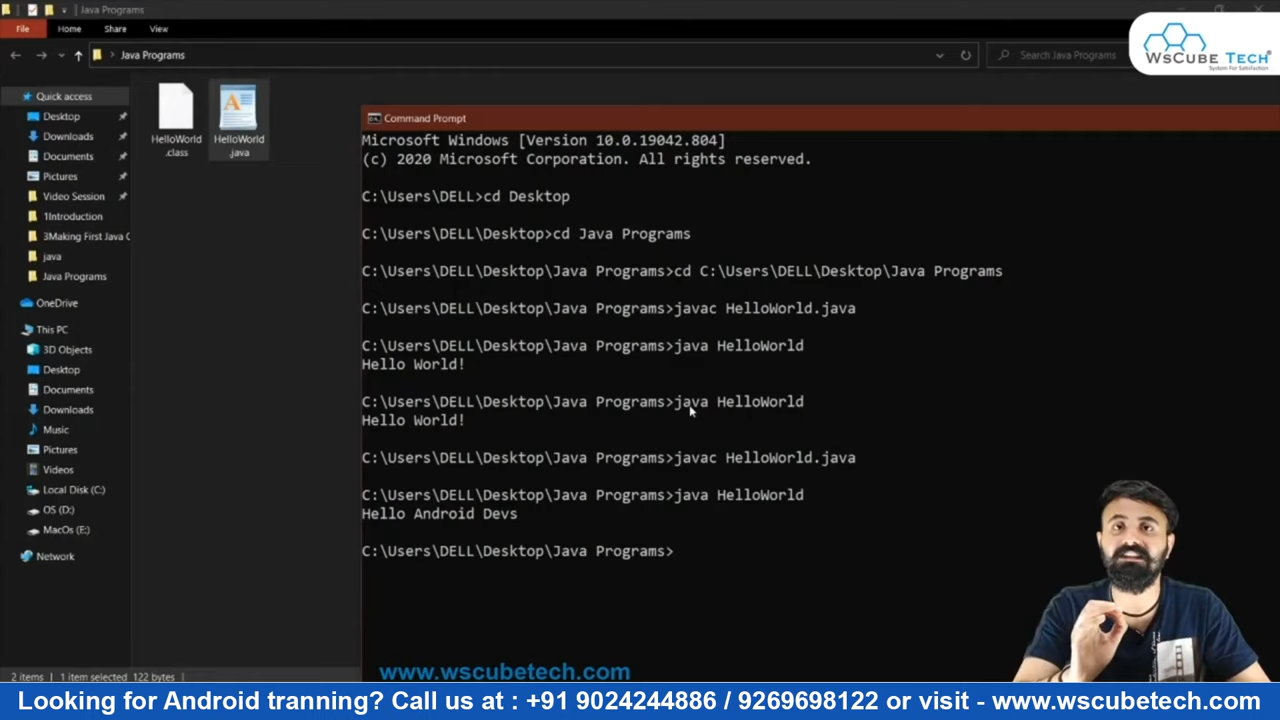 Java Programs
File Home Share View
Java Programs
Search Java Programs
WsCube Tech
System For Satisfaction
Quick access
Desktop
Downloads
Documents
Pictures
Video Session
1Introduction
3Making First Java C
java
Java Programs
OneDrive
This PC
3D Objects
Desktop
Documents
Downloads
Music
Pictures
Videos
Local Disk (C:)
OS (D:)
MacOs (E:)
Network
HelloWorld
.class
HelloWorld
.java
Command Prompt
Microsoft Windows [Version 10.0.19042.804]
(c) 2020 Microsoft Corporation. All rights reserved.
C:\Users\DELL>cd Desktop
C:\Users\DELL\Desktop>cd Java Programs
C:\Users\DELL\Desktop\Java Programs>cd C:\Users\DELL\Desktop\Java Programs
C:\Users\DELL\Desktop\Java Programs>javac HelloWorld.java
C:\Users\DELL\Desktop\Java Programs>java HelloWorld
Hello World!
C:\Users\DELL\Desktop\Java Programs>java HelloWorld
Hello World!
C:\Users\DELL\Desktop\Java Programs>javac HelloWorld.java
C:\Users\DELL\Desktop\Java Programs>java HelloWorld
Hello Android Devs
C:\Users\DELL\Desktop\Java Programs>
2 items 1 item selected 122 bytes
www.wscubetech.com
Looking for Android tranning? Call us at : +91 9024244886 / 9269698122 or visit - www.wscubetech.com